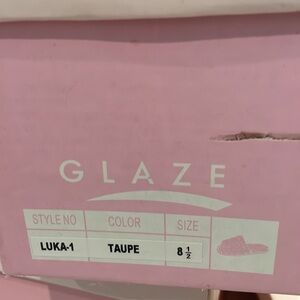 GLAZE
STYLE NO COLOR SIZE
LUKA-1 TAUPE 8 ½